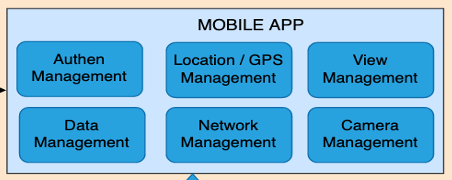 MOBILE APP
Authen
Management
Location / GPS
Management
View
Management
Data
Management
Network
Management
Camera
Management